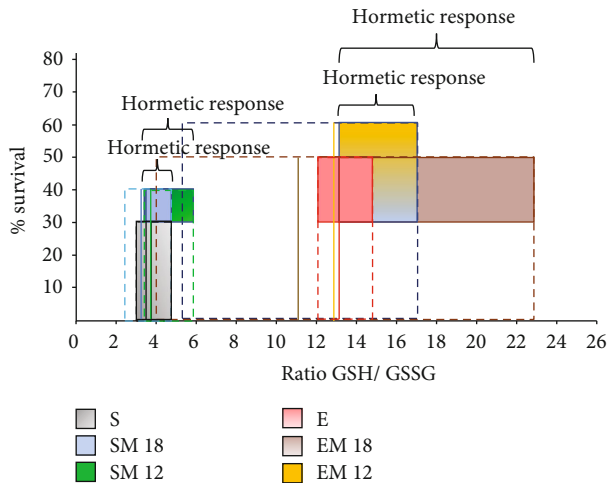 Hormetic response
Hormetic response
Hormetic response
Hormetic response
% survival
80
70
60
50
40
30
20
10
0 2 4 6 8 10 12 14 16 18 20 22 24 26
Ratio GSH/ GSSG
S E
SM 18 EM 18
SM 12 EM 12